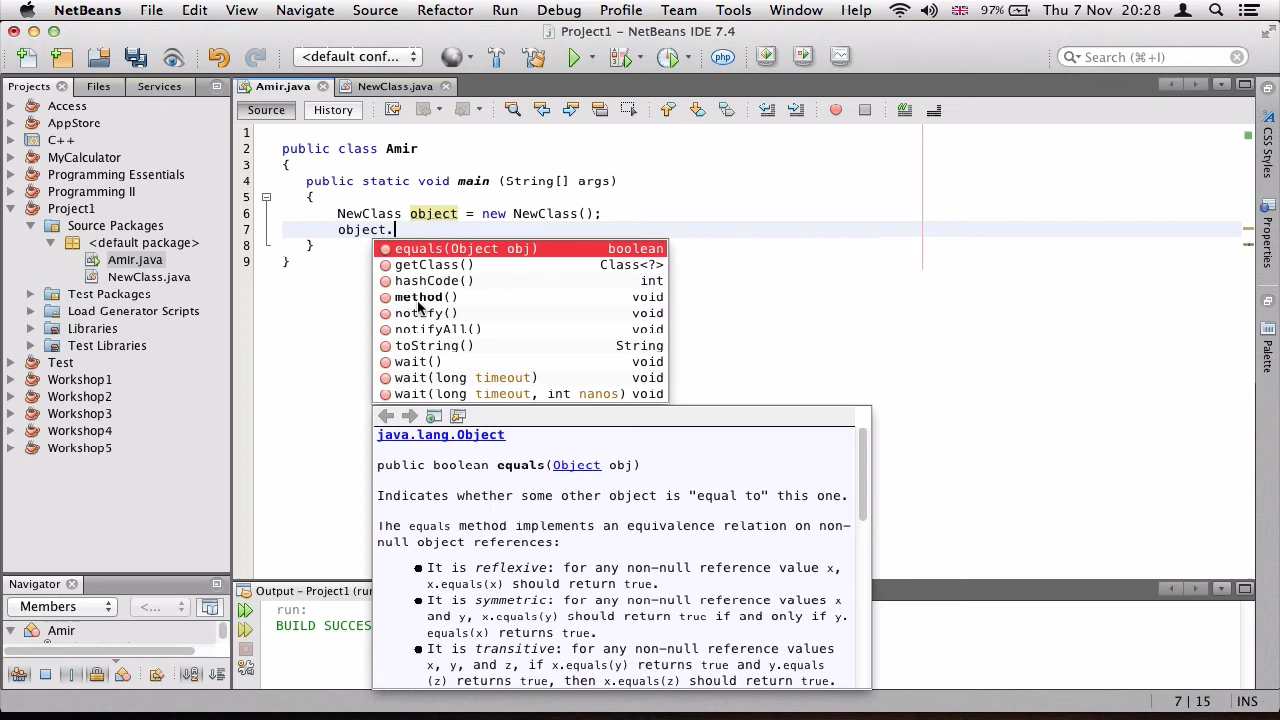 NetBeans File Edit View Navigate Source Refactor Run Debug Profile Team Tools Window Help 97% Thu 7 Nov 20:28
Project1 - NetBeans IDE 7.4
<default conf... php Search (⌘+I)
Projects Files Services
Amir.java NewClass.java
Source History
Access
AppStore
C++
MyCalculator
Programming Essentials
Programming II
Project1
Source Packages
<default package>
Amir.java
NewClass.java
Test Packages
Load Generator Scripts
Libraries
Test Libraries
Test
Workshop1
Workshop2
Workshop3
Workshop4
Workshop5
1
2 public class Amir
3 {
4 public static void main (String[] args)
5 {
6 NewClass object = new NewClass();
7 object.
8 }
9 }
equals(Object obj) boolean
getClass() Class<?>
hashCode() int
method() void
notify() void
notifyAll() void
toString() String
wait() void
wait(long timeout) void
wait(long timeout, int nanos) void
java.lang.Object
public boolean equals(Object obj)
Indicates whether some other object is "equal to" this one.
The equals method implements an equivalence relation on non-
null object references:
It is reflexive: for any non-null reference value x,
x.equals(x) should return true.
It is symmetric: for any non-null reference values x
and y, x.equals(y) should return true if and only if y.
equals(x) returns true.
It is transitive: for any non-null reference values
x, y, and z, if x.equals(y) returns true and y.equals
(z) returns true, then x.equals(z) should return true.
Navigator
Members <...
Amir
Output - Project1 (run
run:
BUILD SUCCES
CSS Styles
Properties
Palette
7 | 15 INS